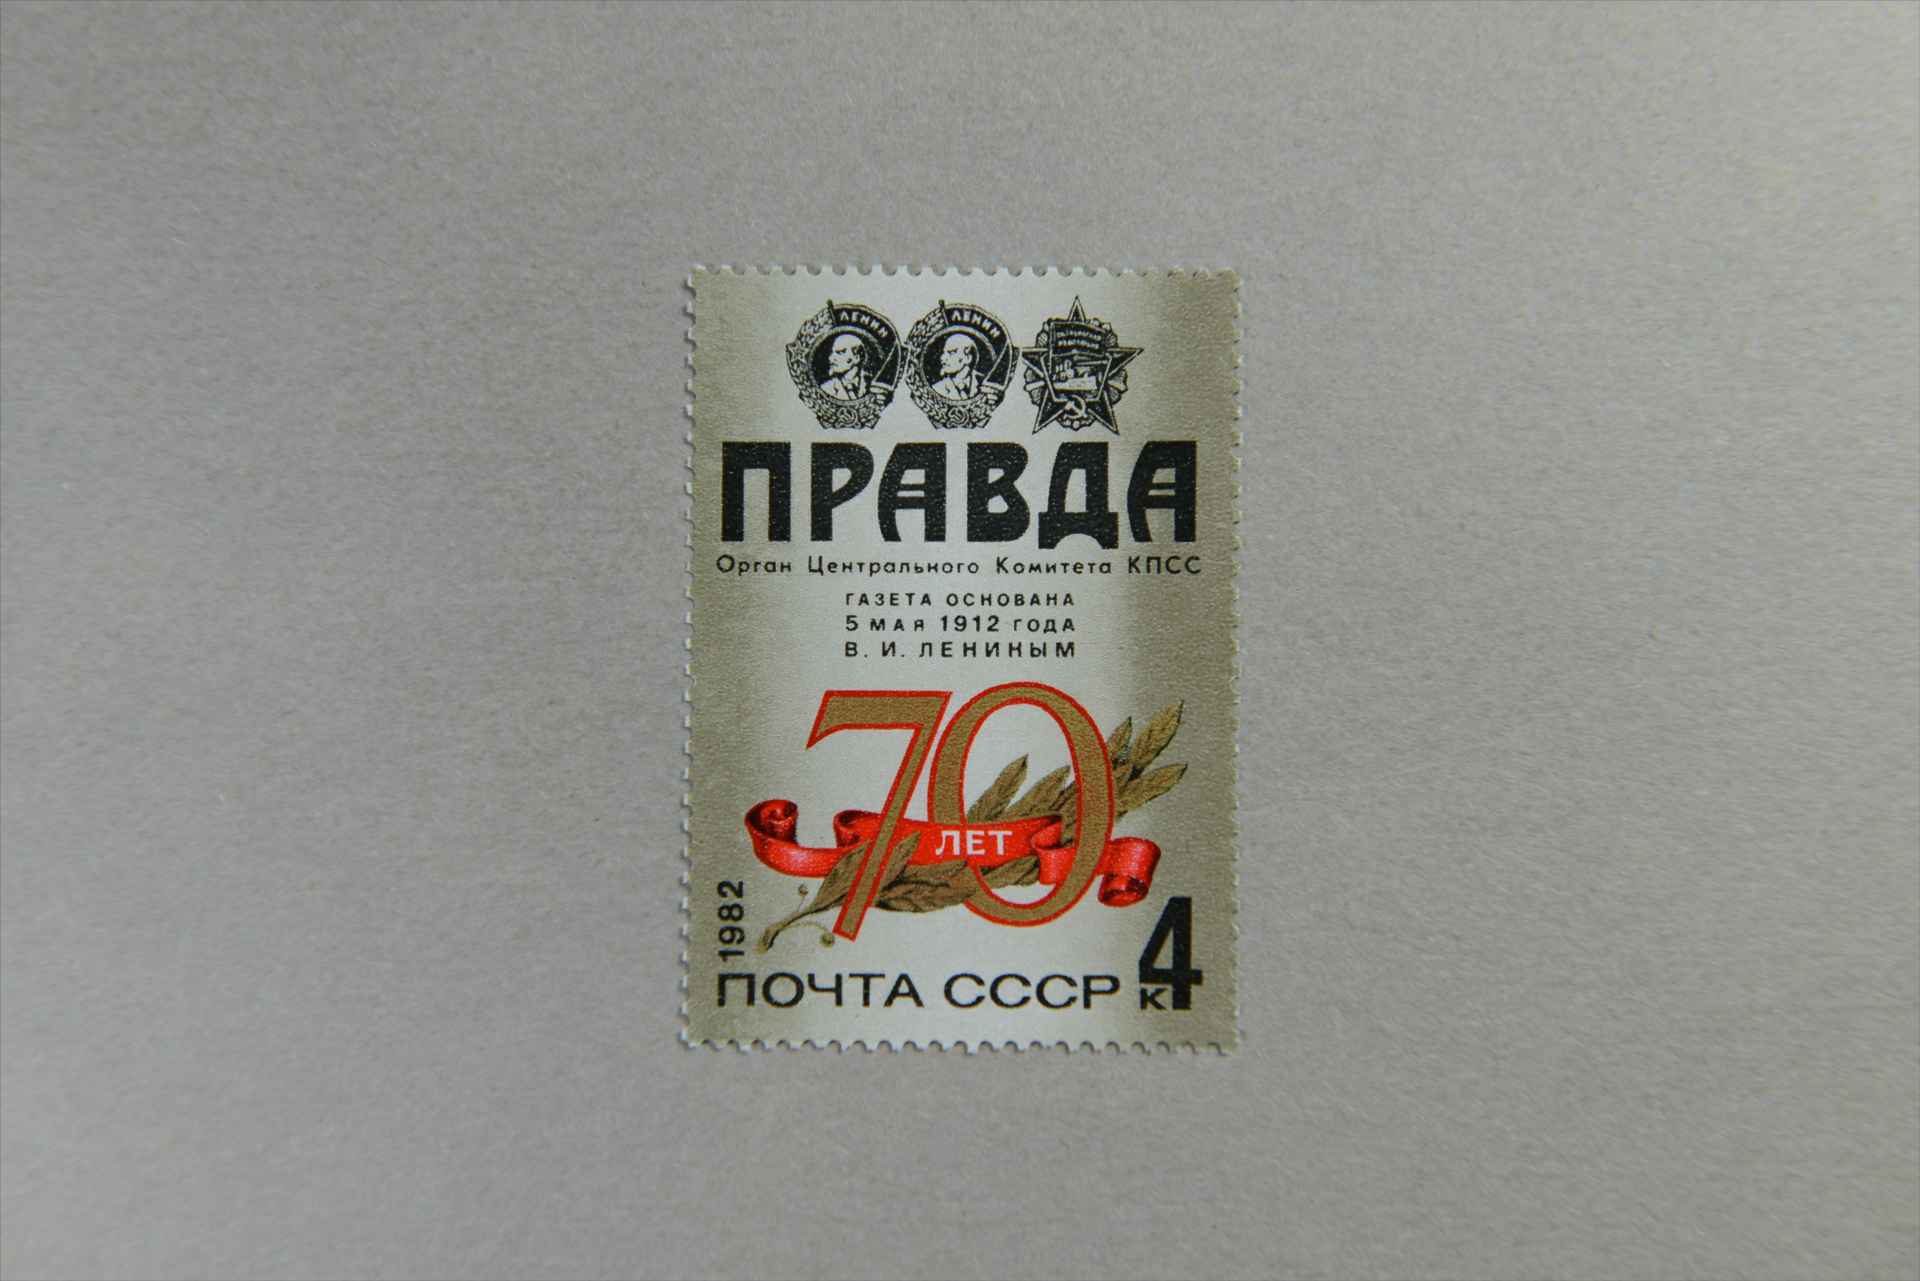 ЛЕНИН
ЛЕНИН
ПРАВДА
Орган Центрального Комитета КПСС
ГАЗЕТА ОСНОВАНА
5 МАЯ 1912 ГОДА
В. И. ЛЕНИНЫМ
70
ЛЕТ
1982
ПОЧТА СССР 4 к